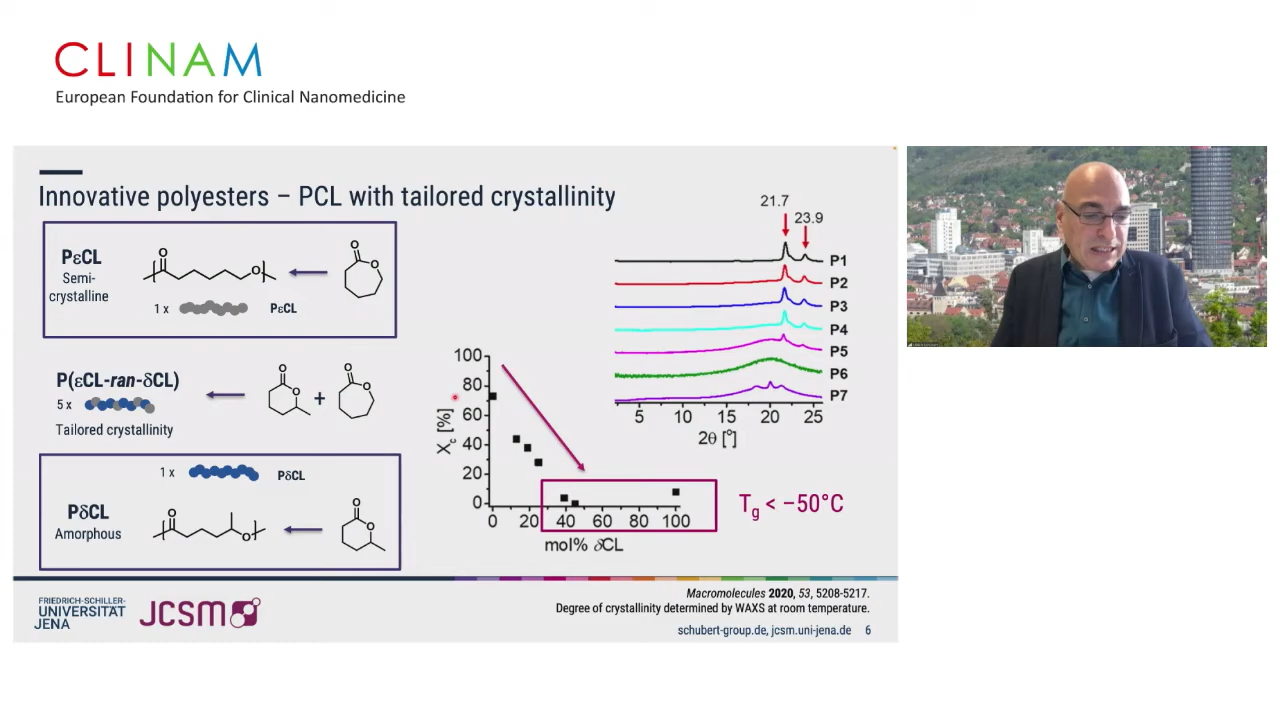 CLINAM
European Foundation for Clinical Nanomedicine
Innovative polyesters – PCL with tailored crystallinity
PεCL
Semi-
crystalline
O
O
O
O
1 x
PεCL
P(εCL-ran-δCL)
5 x
Tailored crystallinity
O
O
+
O
O
1 x
PδCL
PδCL
Amorphous
O
O
O
O
100
80
60
40
20
0
Xc [%]
0 20 40 60 80 100
mol% δCL
21.7
23.9
P1
P2
P3
P4
P5
P6
P7
5 10 15 20 25
2θ [°]
Tg < −50°C
FRIEDRICH-SCHILLER-
UNIVERSITÄT
JENA
JCSM
Macromolecules 2020, 53, 5208-5217.
Degree of crystallinity determined by WAXS at room temperature.
schubert-group.de, jcsm.uni-jena.de 6